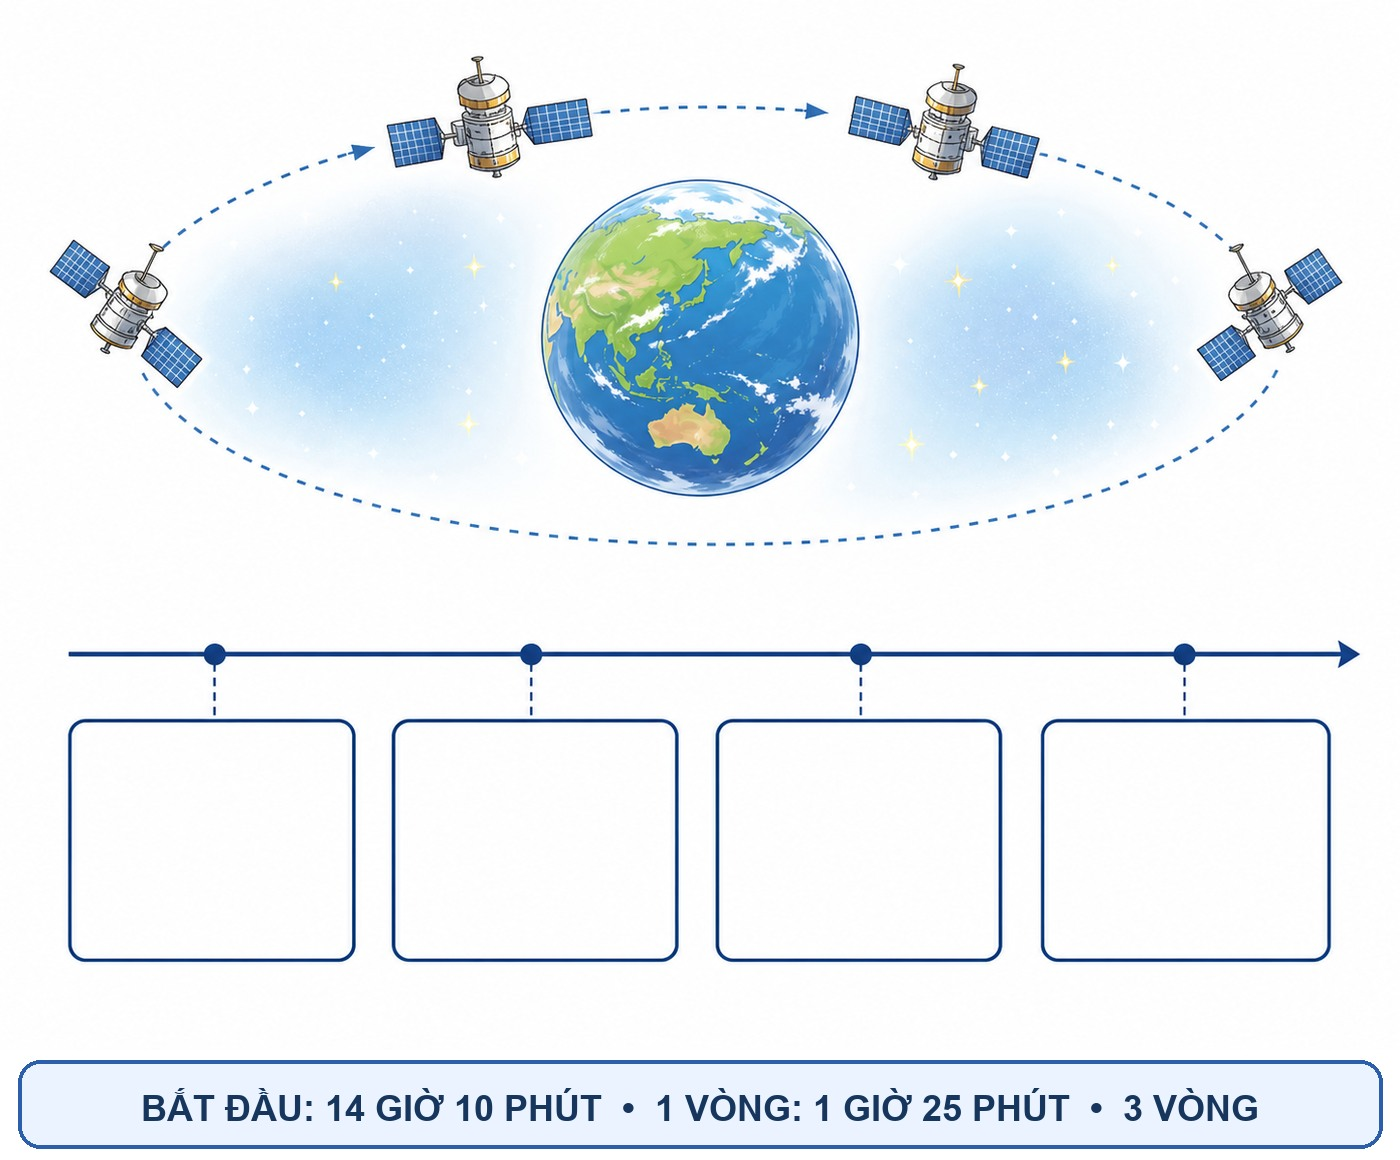 BẮT ĐẦU: 14 GIỜ 10 PHÚT • 1 VÒNG: 1 GIỜ 25 PHÚT • 3 VÒNG